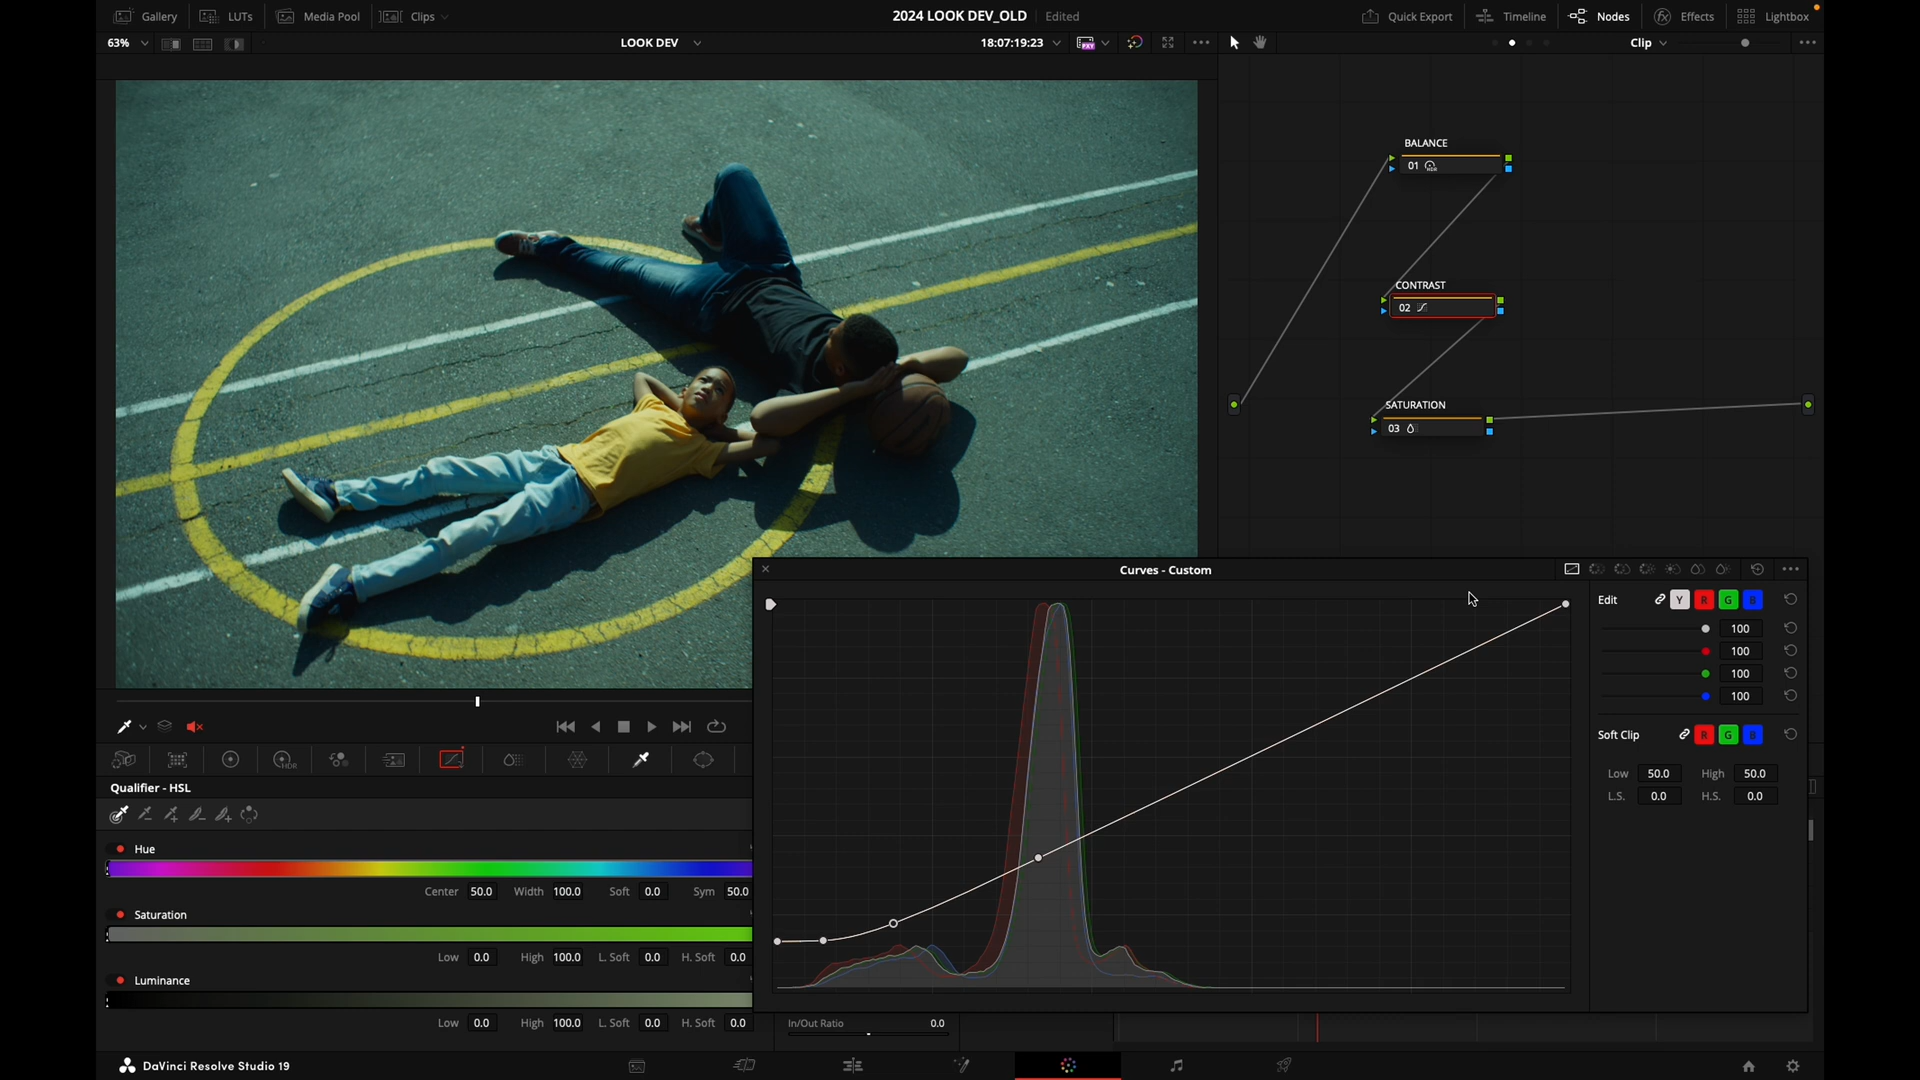 Gallery LUTs Media Pool Clips 2024 LOOK DEV_OLD Edited Quick Export Timeline Nodes Effects Lightbox
63% LOOK DEV 18:07:19:23 PXY Clip
BALANCE
01 HDR
CONTRAST
02
SATURATION
03
Curves - Custom
Edit Y R G B
100
100
100
100
Soft Clip R G B
Low 50.0 High 50.0
L.S. 0.0 H.S. 0.0
HDR
Qualifier - HSL
Hue
Center 50.0 Width 100.0 Soft 0.0 Sym 50.0
Saturation
Low 0.0 High 100.0 L. Soft 0.0 H. Soft 0.0
Luminance
Low 0.0 High 100.0 L. Soft 0.0 H. Soft 0.0
In/Out Ratio 0.0
DaVinci Resolve Studio 19